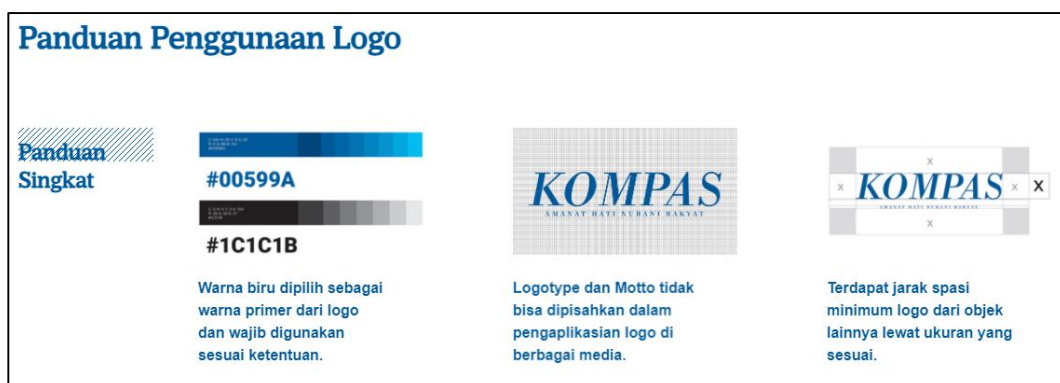 Panduan Penggunaan Logo
Panduan
Singkat
#00599A
#1C1C1B
Warna biru dipilih sebagai
warna primer dari logo
dan wajib digunakan
sesuai ketentuan.
KOMPAS
AMANAT HATI NURANI RAKYAT
Logotype dan Motto tidak
bisa dipisahkan dalam
pengaplikasian logo di
berbagai media.
X
X KOMPAS X X
AMANAT HATI NURANI RAKYAT
X
Terdapat jarak spasi
minimum logo dari objek
lainnya lewat ukuran yang
sesuai.